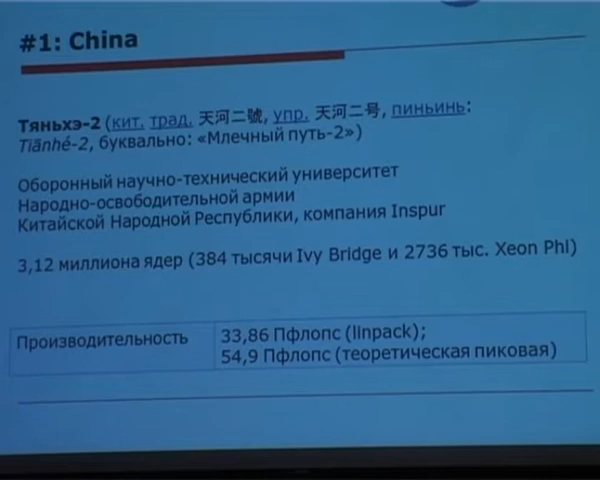 #1: China
Тяньхэ-2 (кит. трад. 天河二號, упр. 天河二号, пиньинь:
Tiānhé-2, буквально: «Млечный путь-2»)
Оборонный научно-технический университет
Народно-освободительной армии
Китайской Народной Республики, компания Inspur
3,12 миллиона ядер (384 тысячи Ivy Bridge и 2736 тыс. Xeon Phi)
Производительность
33,86 Пфлопс (linpack);
54,9 Пфлопс (теоретическая пиковая)